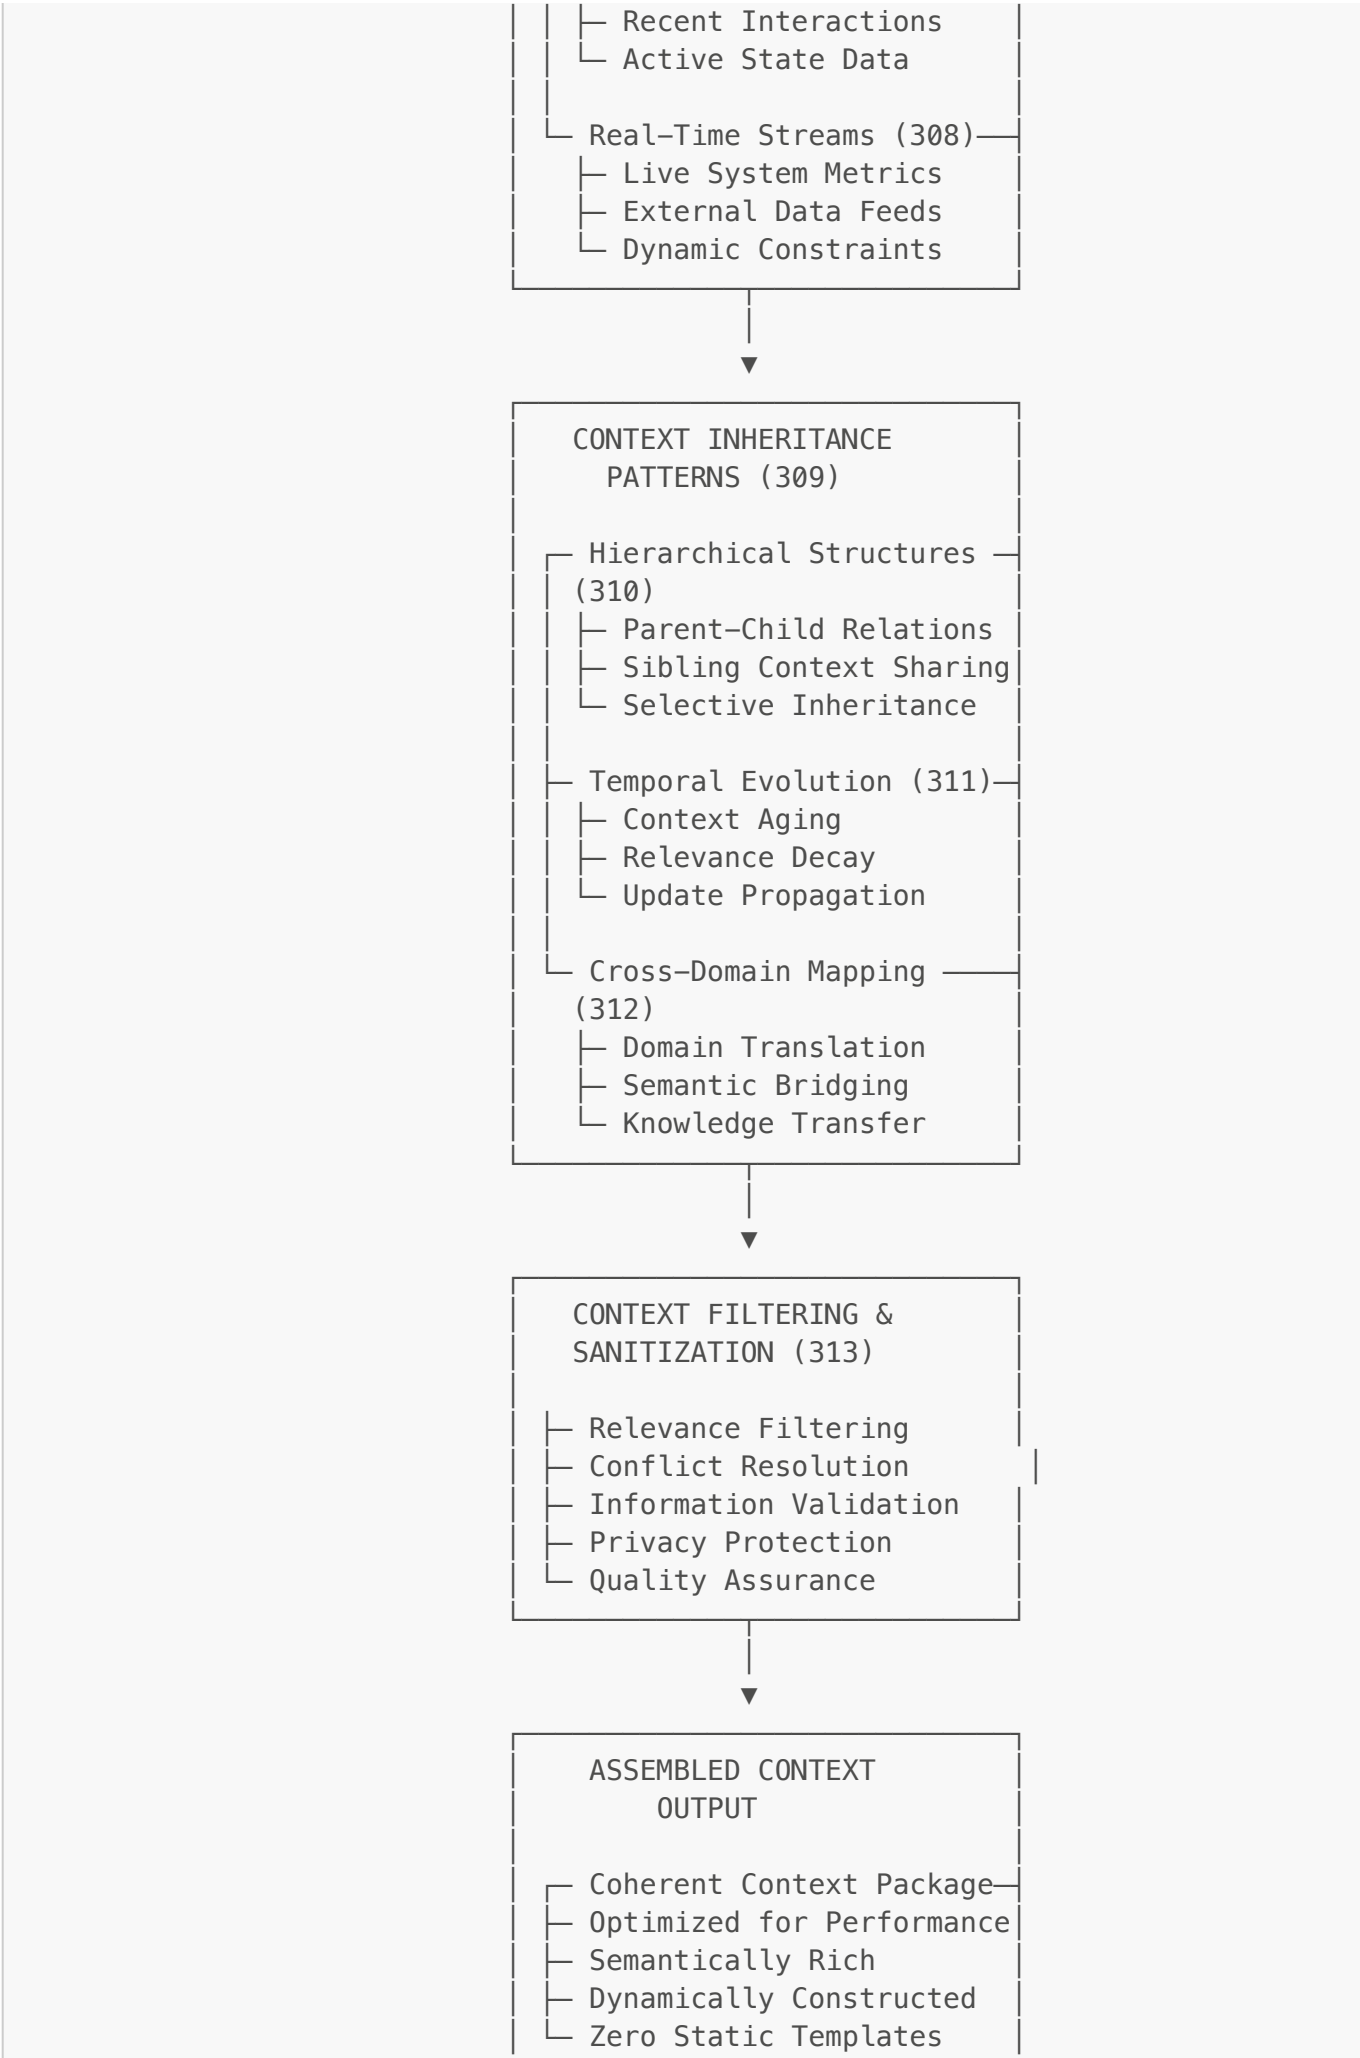 Recent Interactions
Active State Data
Real-Time Streams (308)
Live System Metrics
External Data Feeds
Dynamic Constraints
CONTEXT INHERITANCE
PATTERNS (309)
Hierarchical Structures
(310)
Parent-Child Relations
Sibling Context Sharing
Selective Inheritance
Temporal Evolution (311)
Context Aging
Relevance Decay
Update Propagation
Cross-Domain Mapping
(312)
Domain Translation
Semantic Bridging
Knowledge Transfer
CONTEXT FILTERING &
SANITIZATION (313)
Relevance Filtering
Conflict Resolution
Information Validation
Privacy Protection
Quality Assurance
ASSEMBLED CONTEXT
OUTPUT
Coherent Context Package
Optimized for Performance
Semantically Rich
Dynamically Constructed
Zero Static Templates